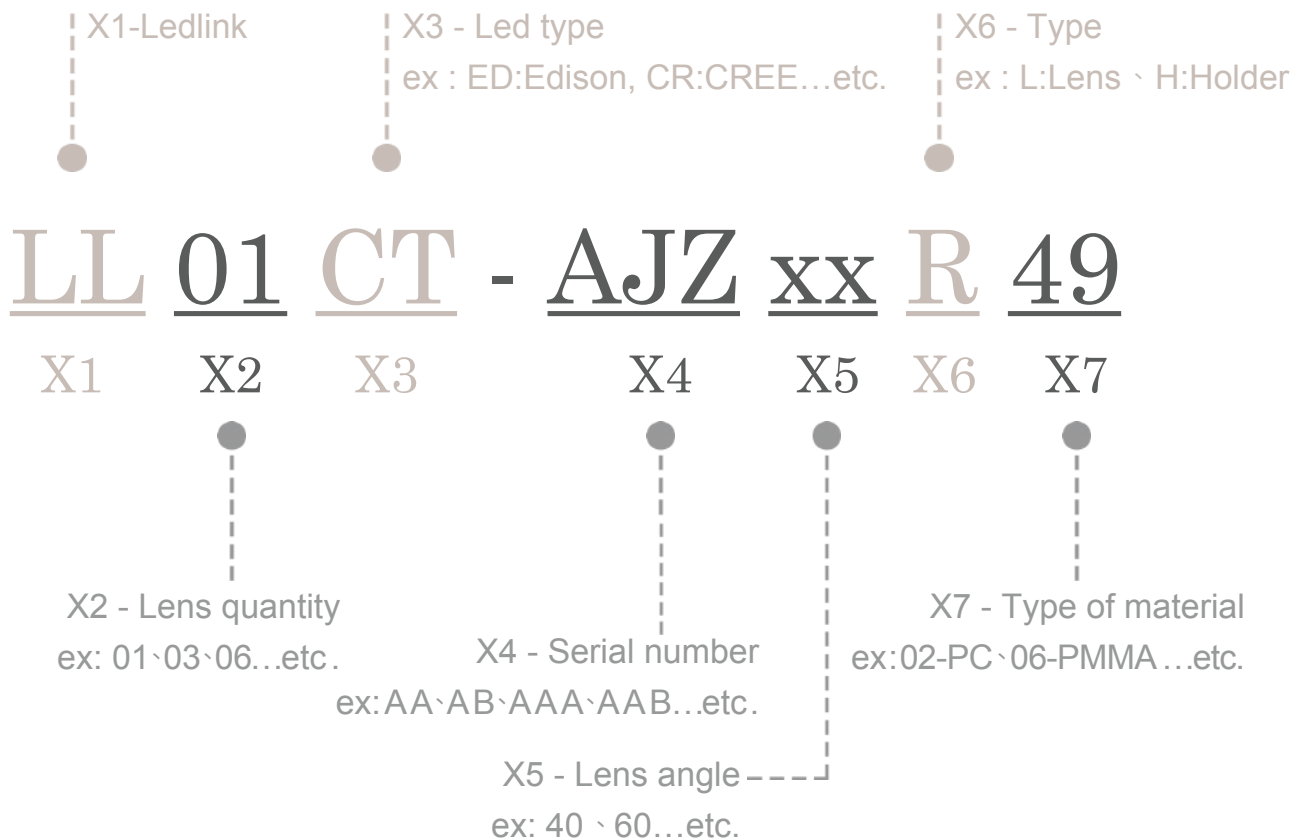 X1-Ledlink
X3 - Led type
ex : ED:Edison, CR:CREE...etc.
X6 - Type
ex : L:Lens、H:Holder
LL 01 CT - AJZ xx R 49
X1 X2 X3 X4 X5 X6 X7
X2 - Lens quantity
ex: 01、03、06...etc.
X4 - Serial number
ex:AA、AB、AAA、AAB...etc.
X7 - Type of material
ex:02-PC、06-PMMA ...etc.
X5 - Lens angle
ex: 40 、60...etc.